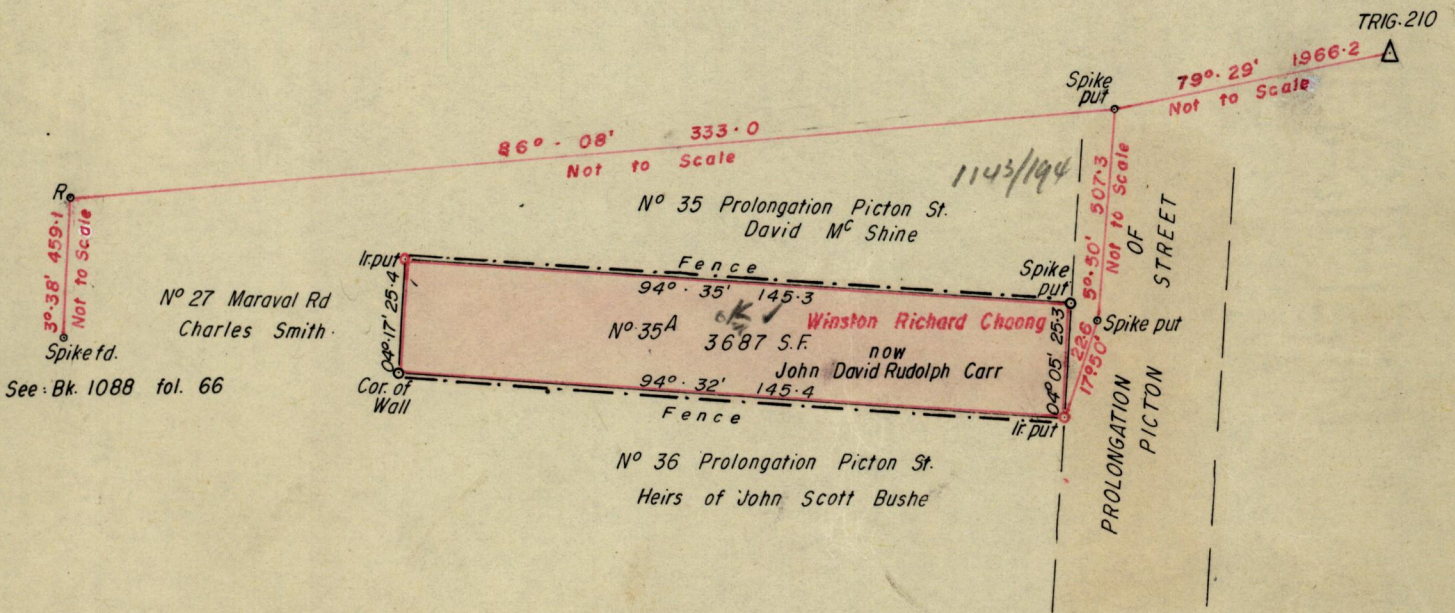 TRIG. 210
79°. 29' 1966.2
Not to Scale
Spike
put
86° - 08' 333.0
Not to Scale
1143/194
R
3°.38' 459.1
Not to Scale
Spike fd.
See: Bk. 1088 fol. 66
Nº 27 Maraval Rd
Charles Smith.
Nº 35 Prolongation Picton St.
David Mc Shine
5°.50' 507.3
Not to Scale
Ir.put
Fence
94°. 35' 145.3
Spike
put
04°.17' 25.4
Nº 35A
OK ✓
Winston Richard Choong
3687 S.F.
now
John David Rudolph Carr
04° 05' 25.3
Spike put
22.6
17°50'
94°. 32' 145.4
Cor. of
Wall
Fence
Ir. put
Nº 36 Prolongation Picton St.
Heirs of John Scott Bushe
PROLONGATION OF
PICTON STREET